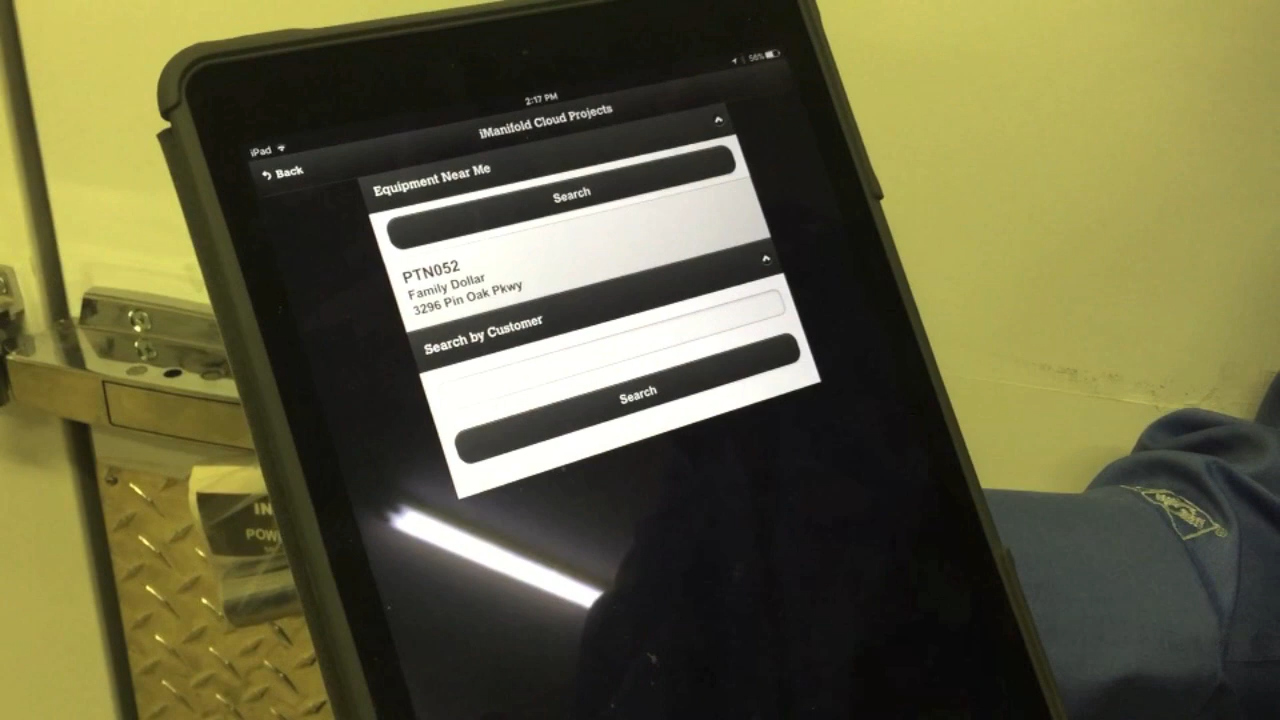 2:17 PM
56%
iPad
iManifold Cloud Projects
Back
Equipment Near Me
Search
PTN052
Family Dollar
3296 Pin Oak Pkwy
Search by Customer
Search
IN
POW